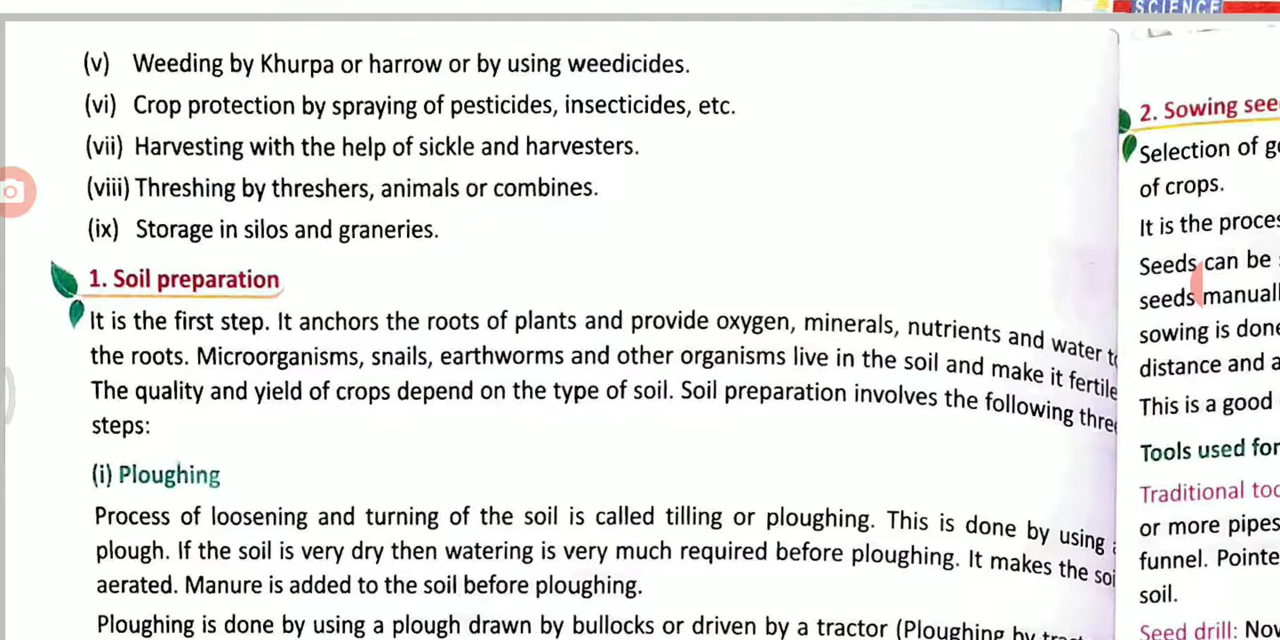 SCIENCE
(v) Weeding by Khurpa or harrow or by using weedicides.
(vi) Crop protection by spraying of pesticides, insecticides, etc.
(vii) Harvesting with the help of sickle and harvesters.
(viii) Threshing by threshers, animals or combines.
(ix) Storage in silos and graneries.
1. Soil preparation
It is the first step. It anchors the roots of plants and provide oxygen, minerals, nutrients and water
the roots. Microorganisms, snails, earthworms and other organisms live in the soil and make it fertile
The quality and yield of crops depend on the type of soil. Soil preparation involves the following
steps:
(i) Ploughing
Process of loosening and turning of the soil is called tilling or ploughing. This is done by using
plough. If the soil is very dry then watering is very much required before ploughing. It makes the
aerated. Manure is added to the soil before ploughing.
Ploughing is done by using a plough drawn by bullocks or driven by a tractor (Ploughing by
2. Sowing
Selection of
of crops.
It is the
Seeds can be
seeds
sowing is
distance and
This is a good
Tools used for
Traditional
or more pipes
funnel.
soil.
Seed drill: